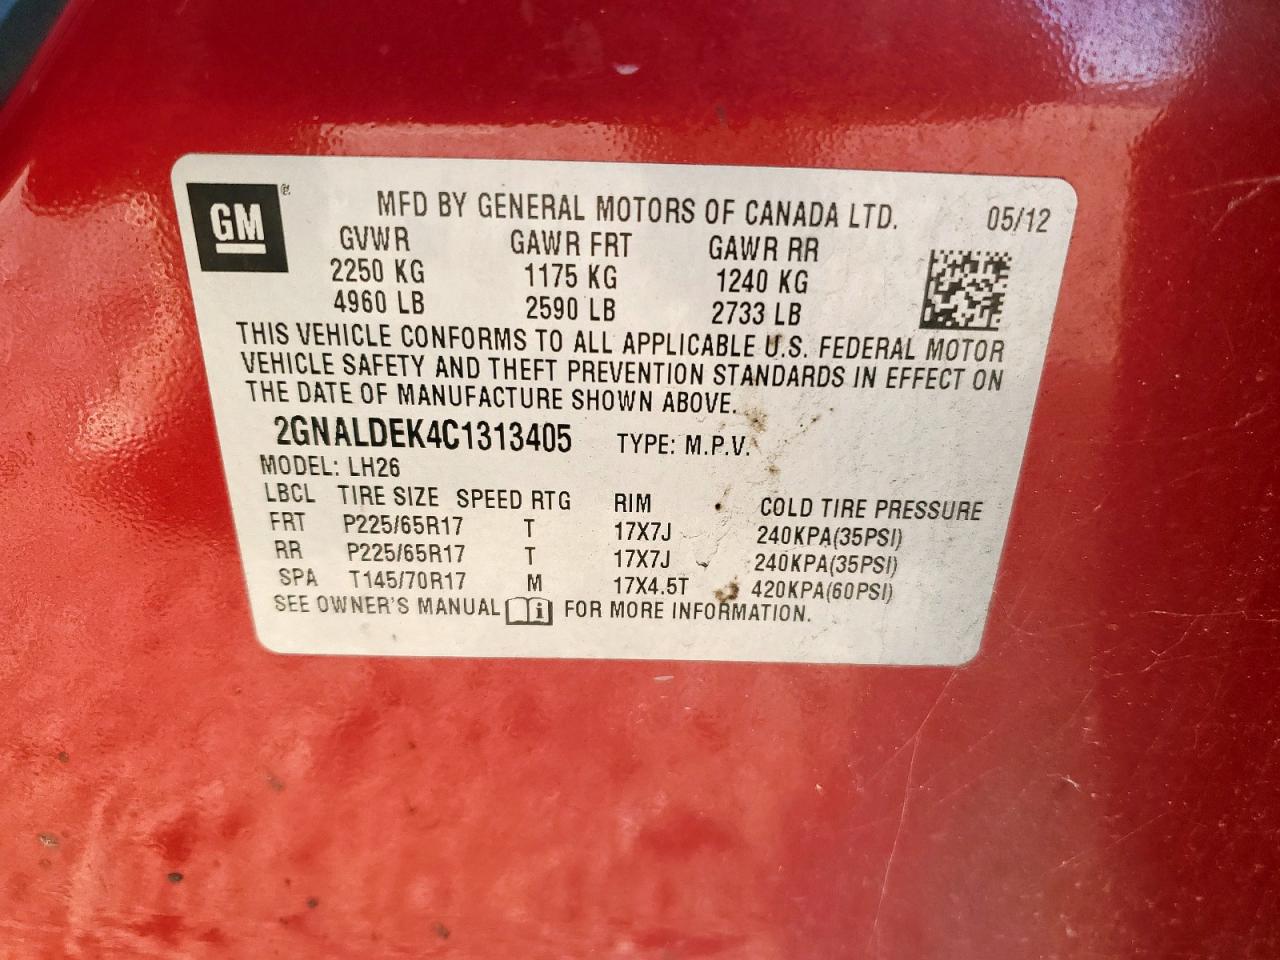 GM ®
MFD BY GENERAL MOTORS OF CANADA LTD. 05/12
GVWR GAWR FRT GAWR RR
2250 KG 1175 KG 1240 KG
4960 LB 2590 LB 2733 LB
THIS VEHICLE CONFORMS TO ALL APPLICABLE U.S. FEDERAL MOTOR
VEHICLE SAFETY AND THEFT PREVENTION STANDARDS IN EFFECT ON
THE DATE OF MANUFACTURE SHOWN ABOVE.
2GNALDEK4C1313405 TYPE: M.P.V.
MODEL: LH26
LBCL TIRE SIZE SPEED RTG RIM COLD TIRE PRESSURE
FRT P225/65R17 T 17X7J 240KPA(35PSI)
RR P225/65R17 T 17X7J 240KPA(35PSI)
SPA T145/70R17 M 17X4.5T 420KPA(60PSI)
SEE OWNER'S MANUAL i FOR MORE INFORMATION.